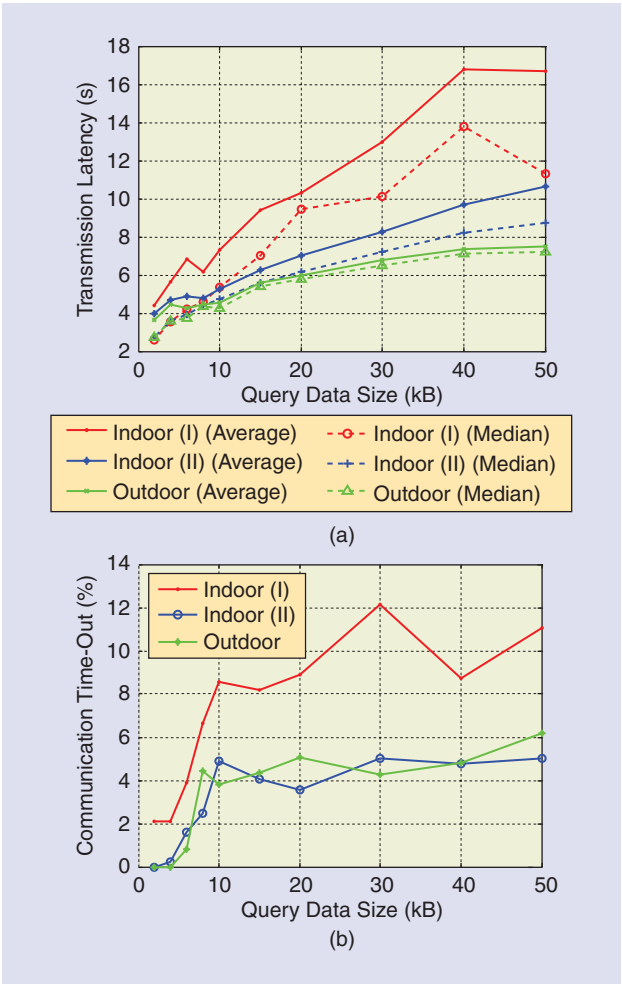 18
16
14
12
10
8
6
4
2
Transmission Latency (s)
0 10 20 30 40 50
Query Data Size (kB)
Indoor (I) (Average) Indoor (I) (Median)
Indoor (II) (Average) Indoor (II) (Median)
Outdoor (Average) Outdoor (Median)
(a)
14
12
10
8
6
4
2
0
Communication Time-Out (%)
Indoor (I)
Indoor (II)
Outdoor
0 10 20 30 40 50
Query Data Size (kB)
(b)